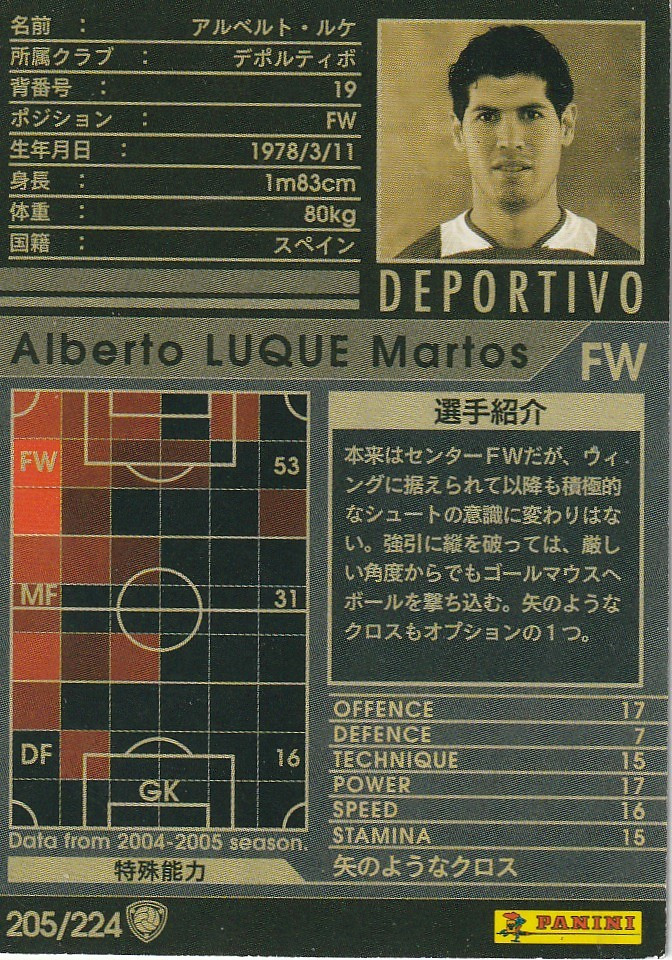 名前 : アルベルト・ルケ
所属クラブ : デポルティボ
背番号 : 19
ポジション : FW
生年月日 : 1978/3/11
身長 : 1m83cm
体重 : 80kg
国籍 : スペイン
DEPORTIVO
Alberto LUQUE Martos
FW
FW 53
MF 31
DF 16
GK
Data from 2004-2005 season.
選手紹介
本来はセンターFWだが、ウィ
ングに据えられて以降も積極的
なシュートの意識に変わりはな
い。強引に縦を破っては、厳し
い角度からでもゴールマウスへ
ボールを撃ち込む。矢のような
クロスもオプションの1つ。
OFFENCE 17
DEFENCE 7
TECHNIQUE 15
POWER 17
SPEED 16
STAMINA 15
特殊能力 矢のようなクロス
205/224
PANINI